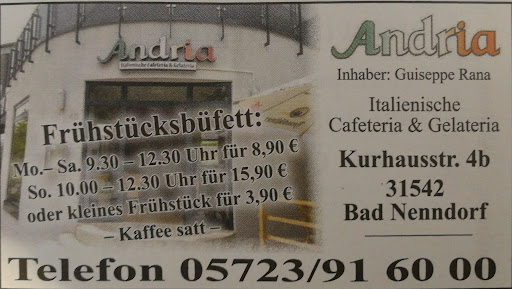 Andria
Italienische Cafeteria & Gelateria
Frühstücksbüfett:
Mo.– Sa. 9.30 – 12.30 Uhr für 8,90 €
So. 10.00 – 12.30 Uhr für 15,90 €
oder kleines Frühstück für 3,90 €
– Kaffee satt –
Andria
Inhaber: Guiseppe Rana
Italienische
Cafeteria & Gelateria
Kurhausstr. 4b
31542
Bad Nenndorf
Telefon 05723/91 60 00